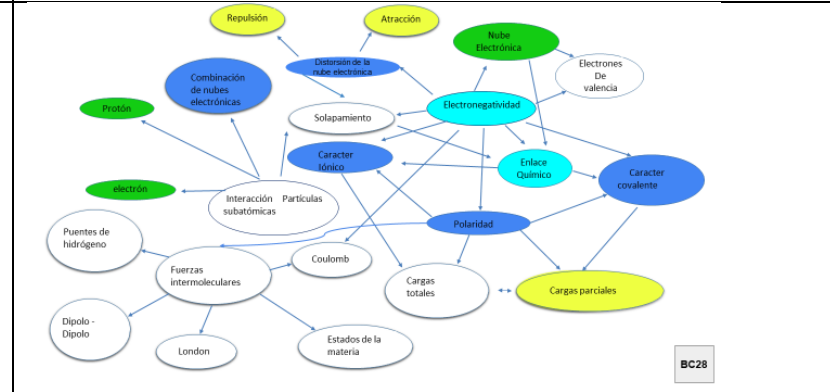 Repulsión
Atracción
Nube
Electrónica
Distorsión de la
nube electrónica
Electrones
De
valencia
Combinación
de nubes
electrónicas
Protón
Electronegatividad
Solapamiento
Caracter
Iónico
Enlace
Químico
Caracter
covalente
electrón
Interacción Partículas
subatómicas
Polaridad
Puentes de
hidrógeno
Fuerzas
intermoleculares
Coulomb
Cargas
totales
Cargas parciales
Dipolo -
Dipolo
London
Estados de la
materia
BC28